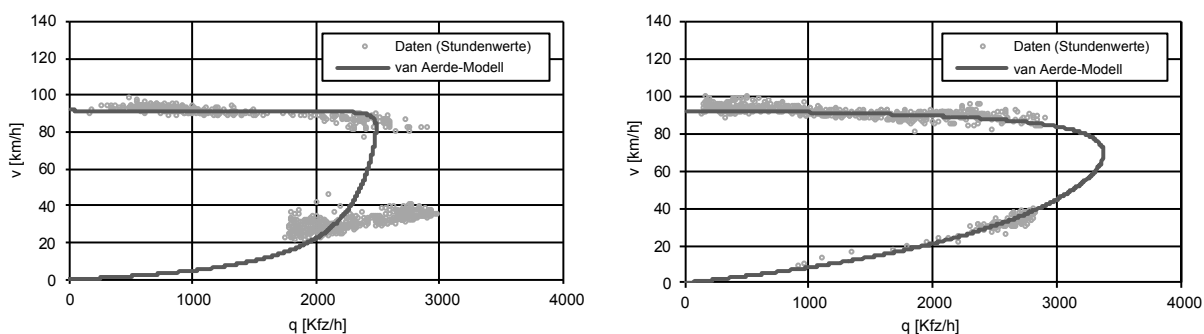 140
120
100
80
60
40
20
0
v [km/h]
0 1000 2000 3000 4000
q [Kfz/h]
Daten (Stundenwerte)
van Aerde-Modell
140
120
100
80
60
40
20
0
v [km/h]
0 1000 2000 3000 4000
q [Kfz/h]
Daten (Stundenwerte)
van Aerde-Modell